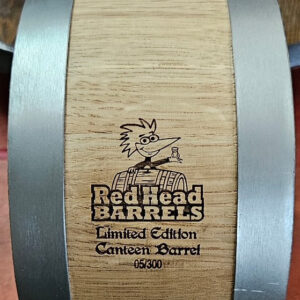 Red Head
BARRELS
Limited Edition
Canteen Barrel
05/300